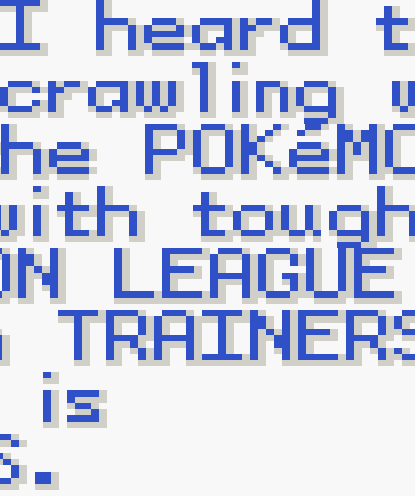 I heard t
crawling w
he POKéMO
with tough
N LEAGUE
TRAINERS
is
s.